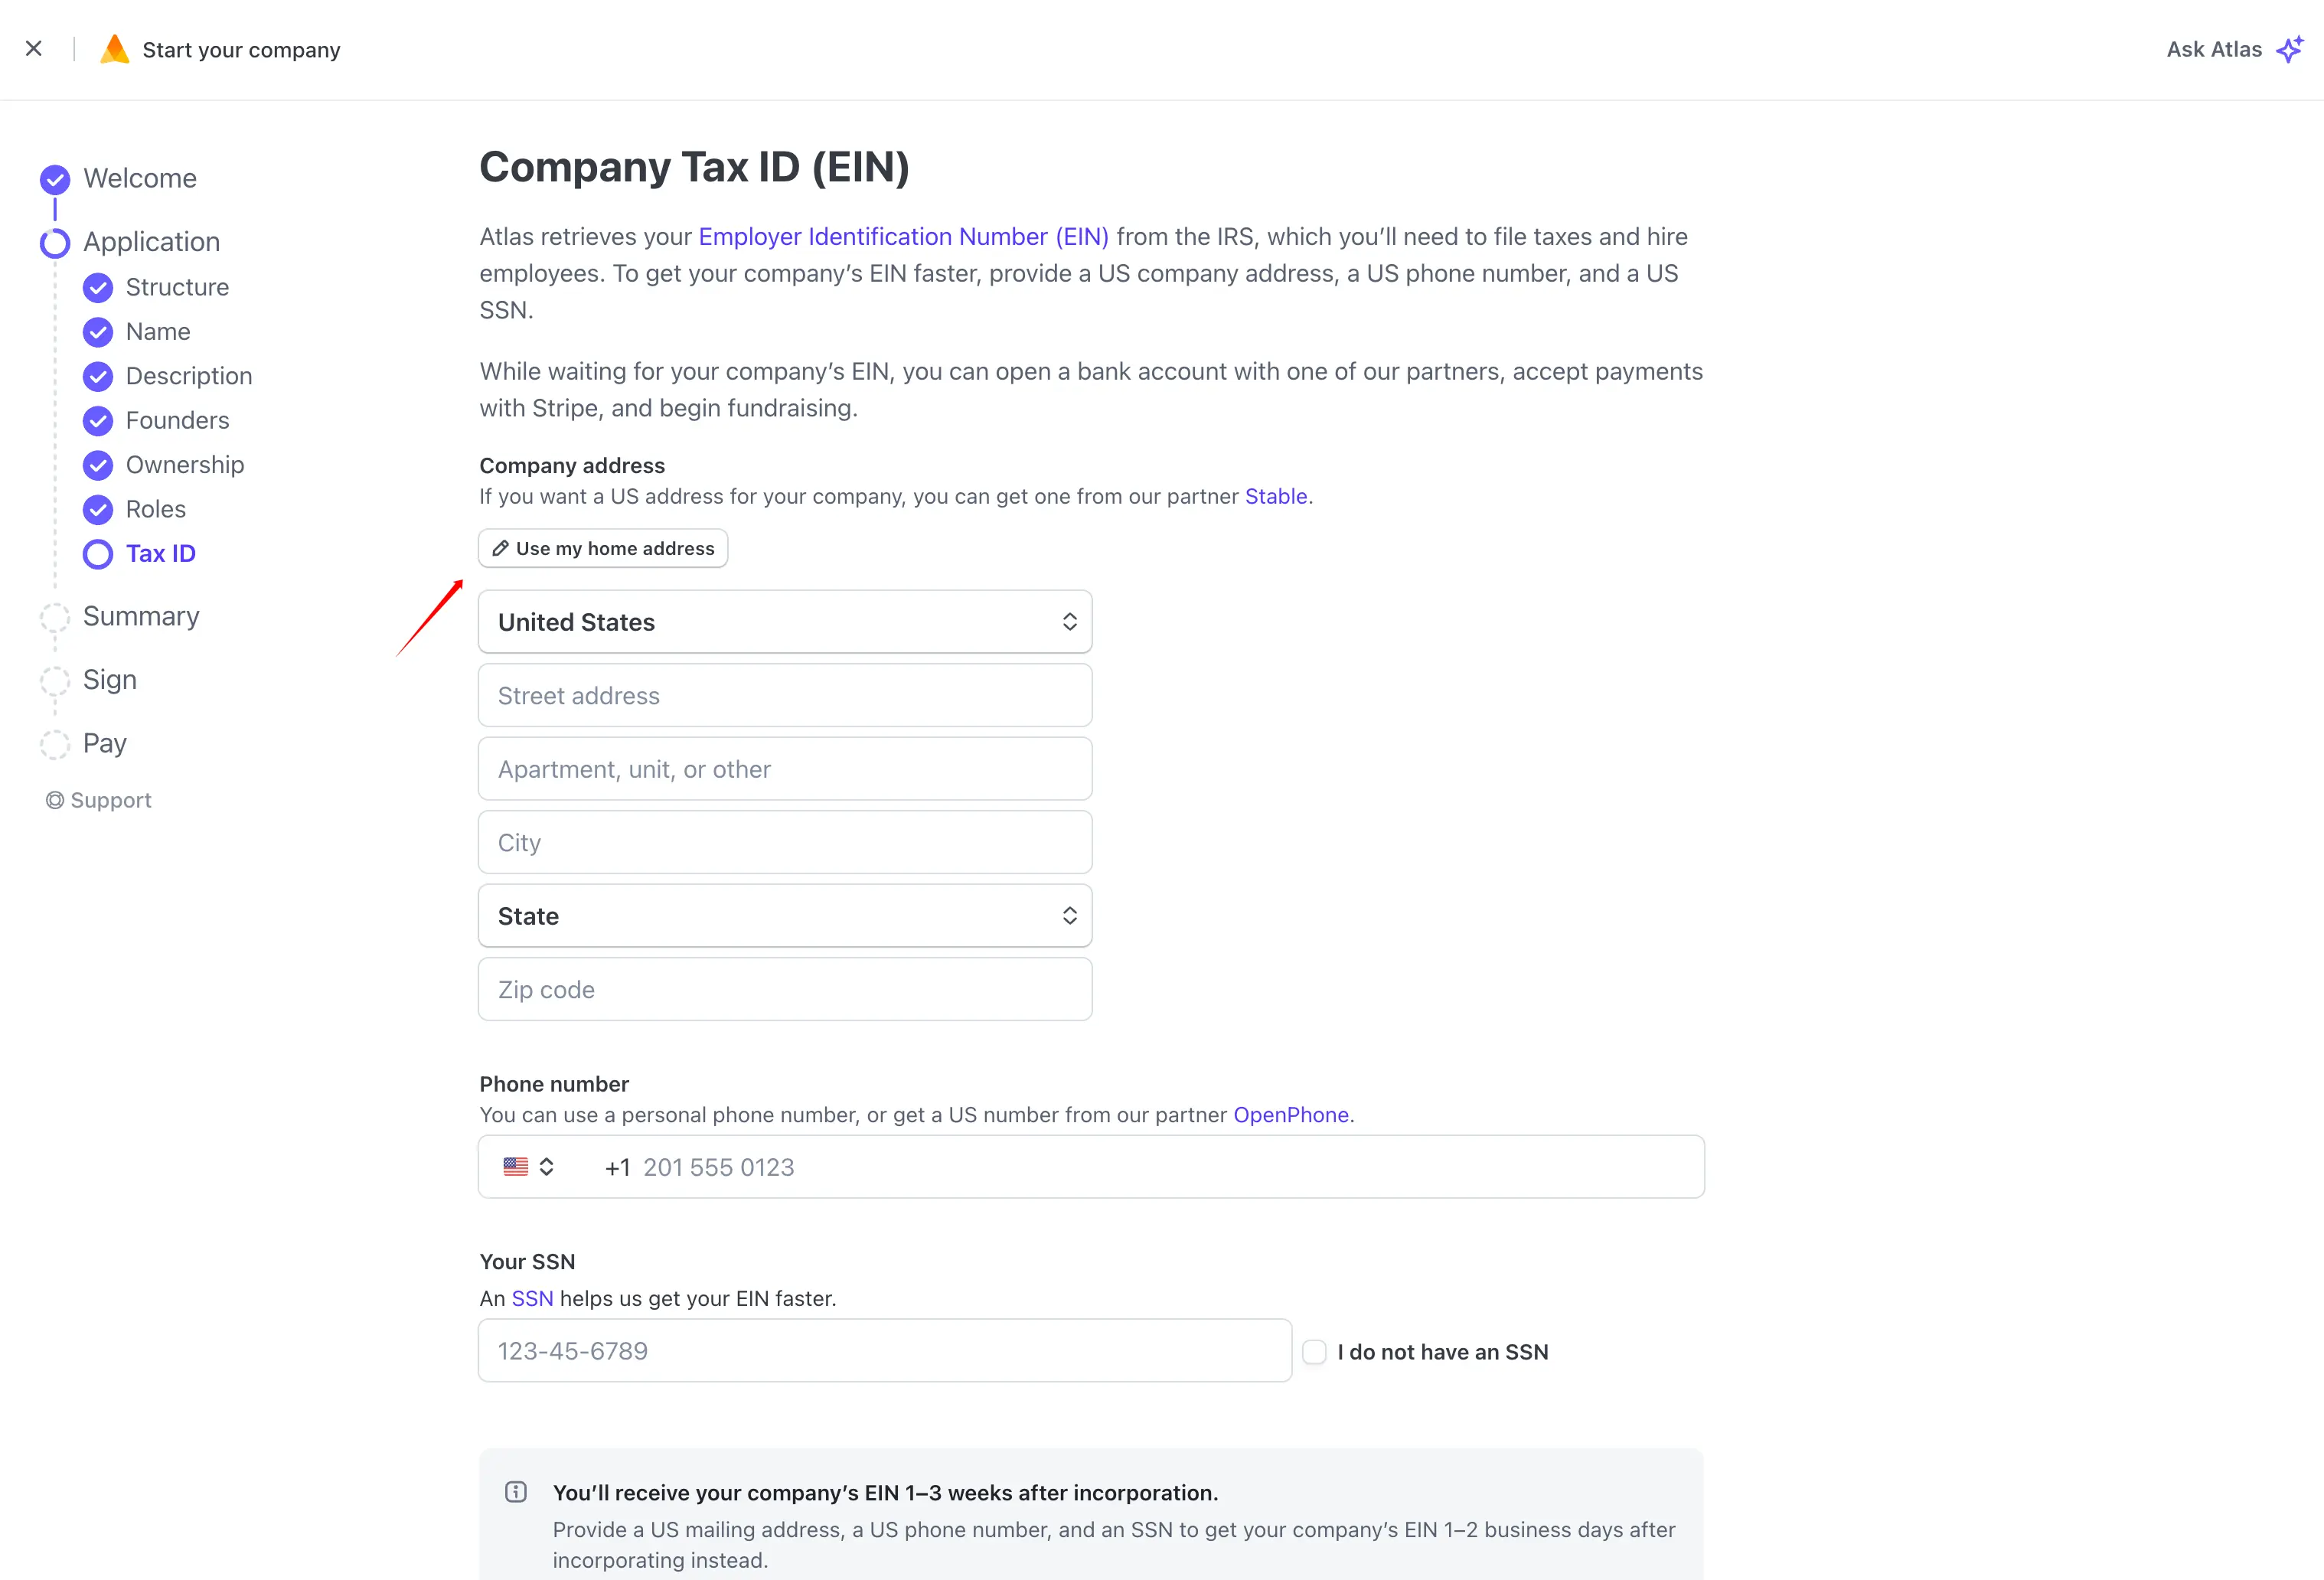 Start your company
Ask Atlas
Welcome
Application
Structure
Name
Description
Founders
Ownership
Roles
Tax ID
Summary
Sign
Pay
Support
Company Tax ID (EIN)
Atlas retrieves your Employer Identification Number (EIN) from the IRS, which you’ll need to file taxes and hire
employees. To get your company’s EIN faster, provide a US company address, a US phone number, and a US
SSN.
While waiting for your company’s EIN, you can open a bank account with one of our partners, accept payments
with Stripe, and begin fundraising.
Company address
If you want a US address for your company, you can get one from our partner Stable.
Use my home address
United States
Street address
Apartment, unit, or other
City
State
Zip code
Phone number
You can use a personal phone number, or get a US number from our partner OpenPhone.
+1 201 555 0123
Your SSN
An SSN helps us get your EIN faster.
123-45-6789
I do not have an SSN
You’ll receive your company’s EIN 1–3 weeks after incorporation.
Provide a US mailing address, a US phone number, and an SSN to get your company’s EIN 1–2 business days after
incorporating instead.